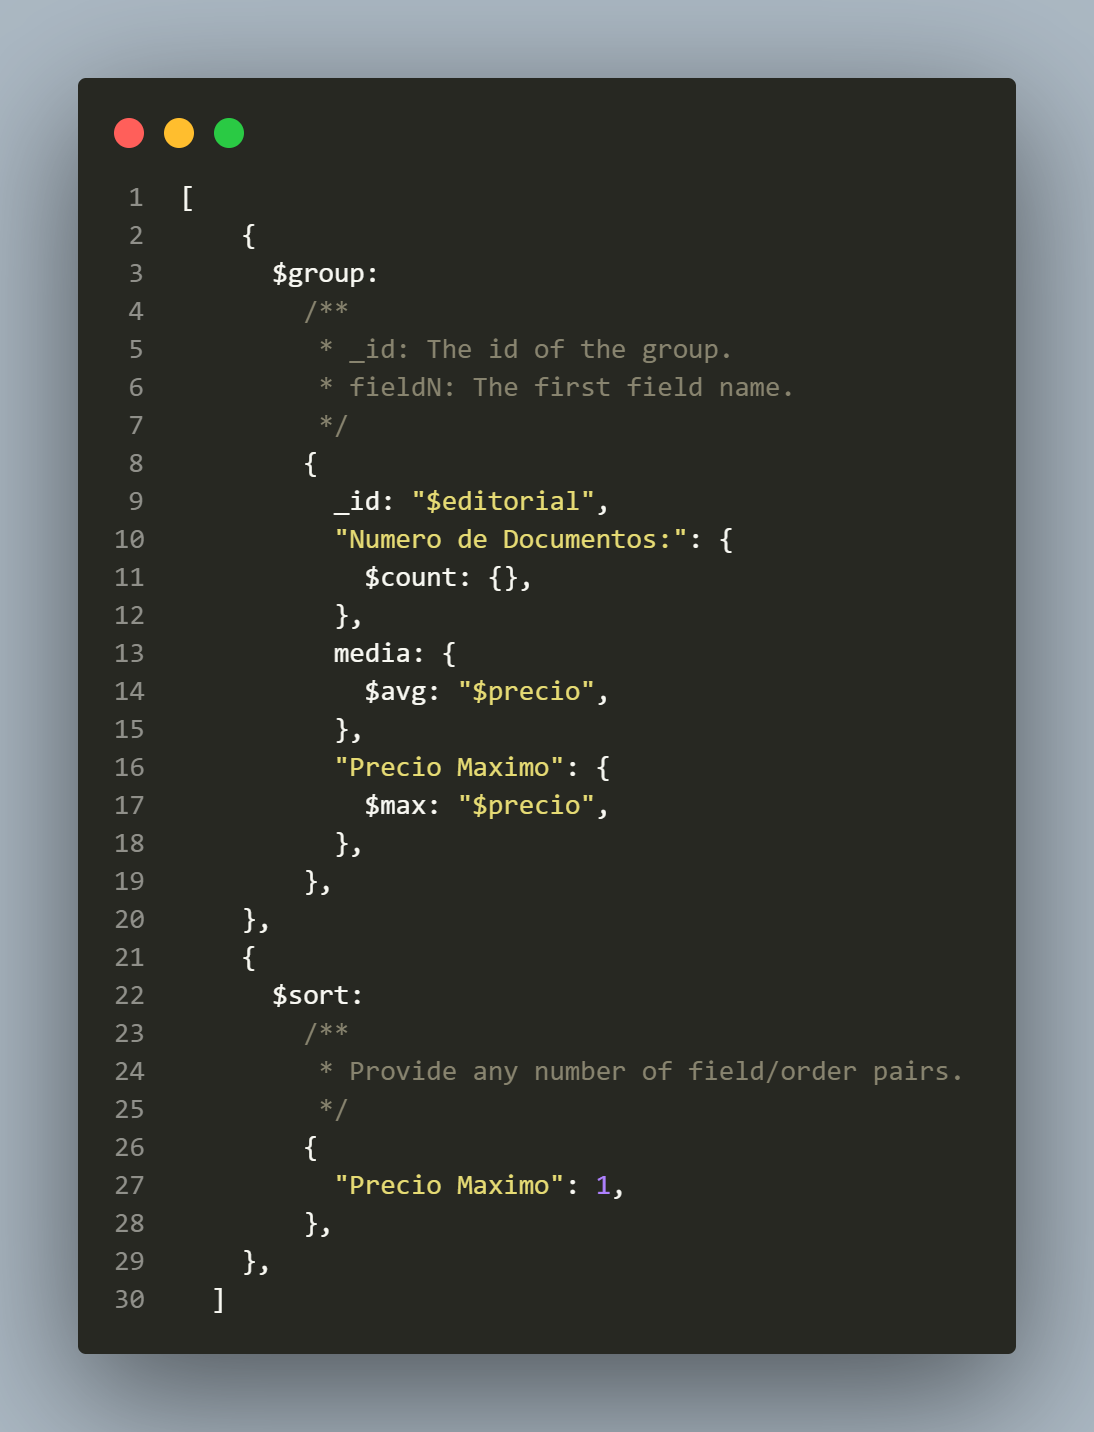 1 [
2 {
3 $group:
4 /**
5 * _id: The id of the group.
6 * fieldN: The first field name.
7 */
8 {
9 _id: "$editorial",
10 "Numero de Documentos:": {
11 $count: {},
12 },
13 media: {
14 $avg: "$precio",
15 },
16 "Precio Maximo": {
17 $max: "$precio",
18 },
19 },
20 },
21 {
22 $sort:
23 /**
24 * Provide any number of field/order pairs.
25 */
26 {
27 "Precio Maximo": 1,
28 },
29 },
30 ]